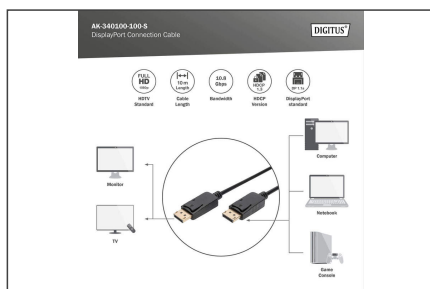 AK-340100-100-S
DisplayPort Connection Cable
DIGITUS®
FULL
HD
1080p
HDTV
Standard
10 m
Length
Cable
Length
10.8
Gbps
Bandwidth
HDCP
1.3
HDCP
Version
DP 1.1a
DisplayPort
standard
Monitor
TV
Computer
Notebook
Game
Console